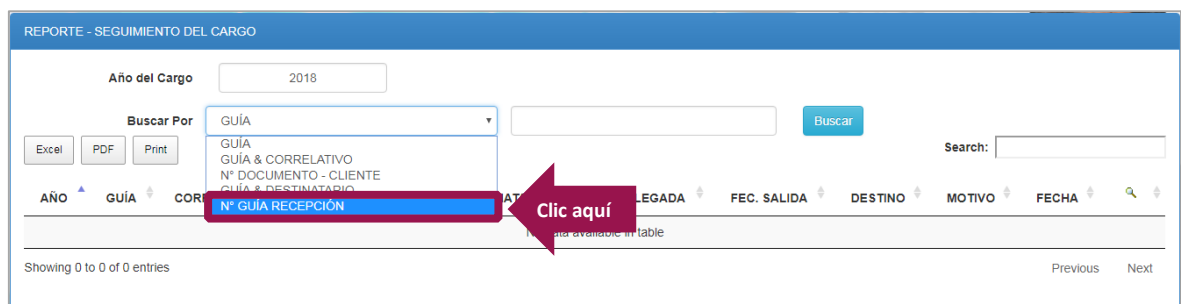 REPORTE - SEGUIMIENTO DEL CARGO
Año del Cargo 2018
Buscar Por GUÍA Buscar
GUÍA
GUÍA & CORRELATIVO
N° DOCUMENTO - CLIENTE
GUÍA & DESTINATARIO
N° GUÍA RECEPCIÓN
Clic aquí
Excel PDF Print Search:
AÑO GUÍA FEC. SALIDA DESTINO MOTIVO FECHA
available in table
Showing 0 to 0 of 0 entries Previous Next